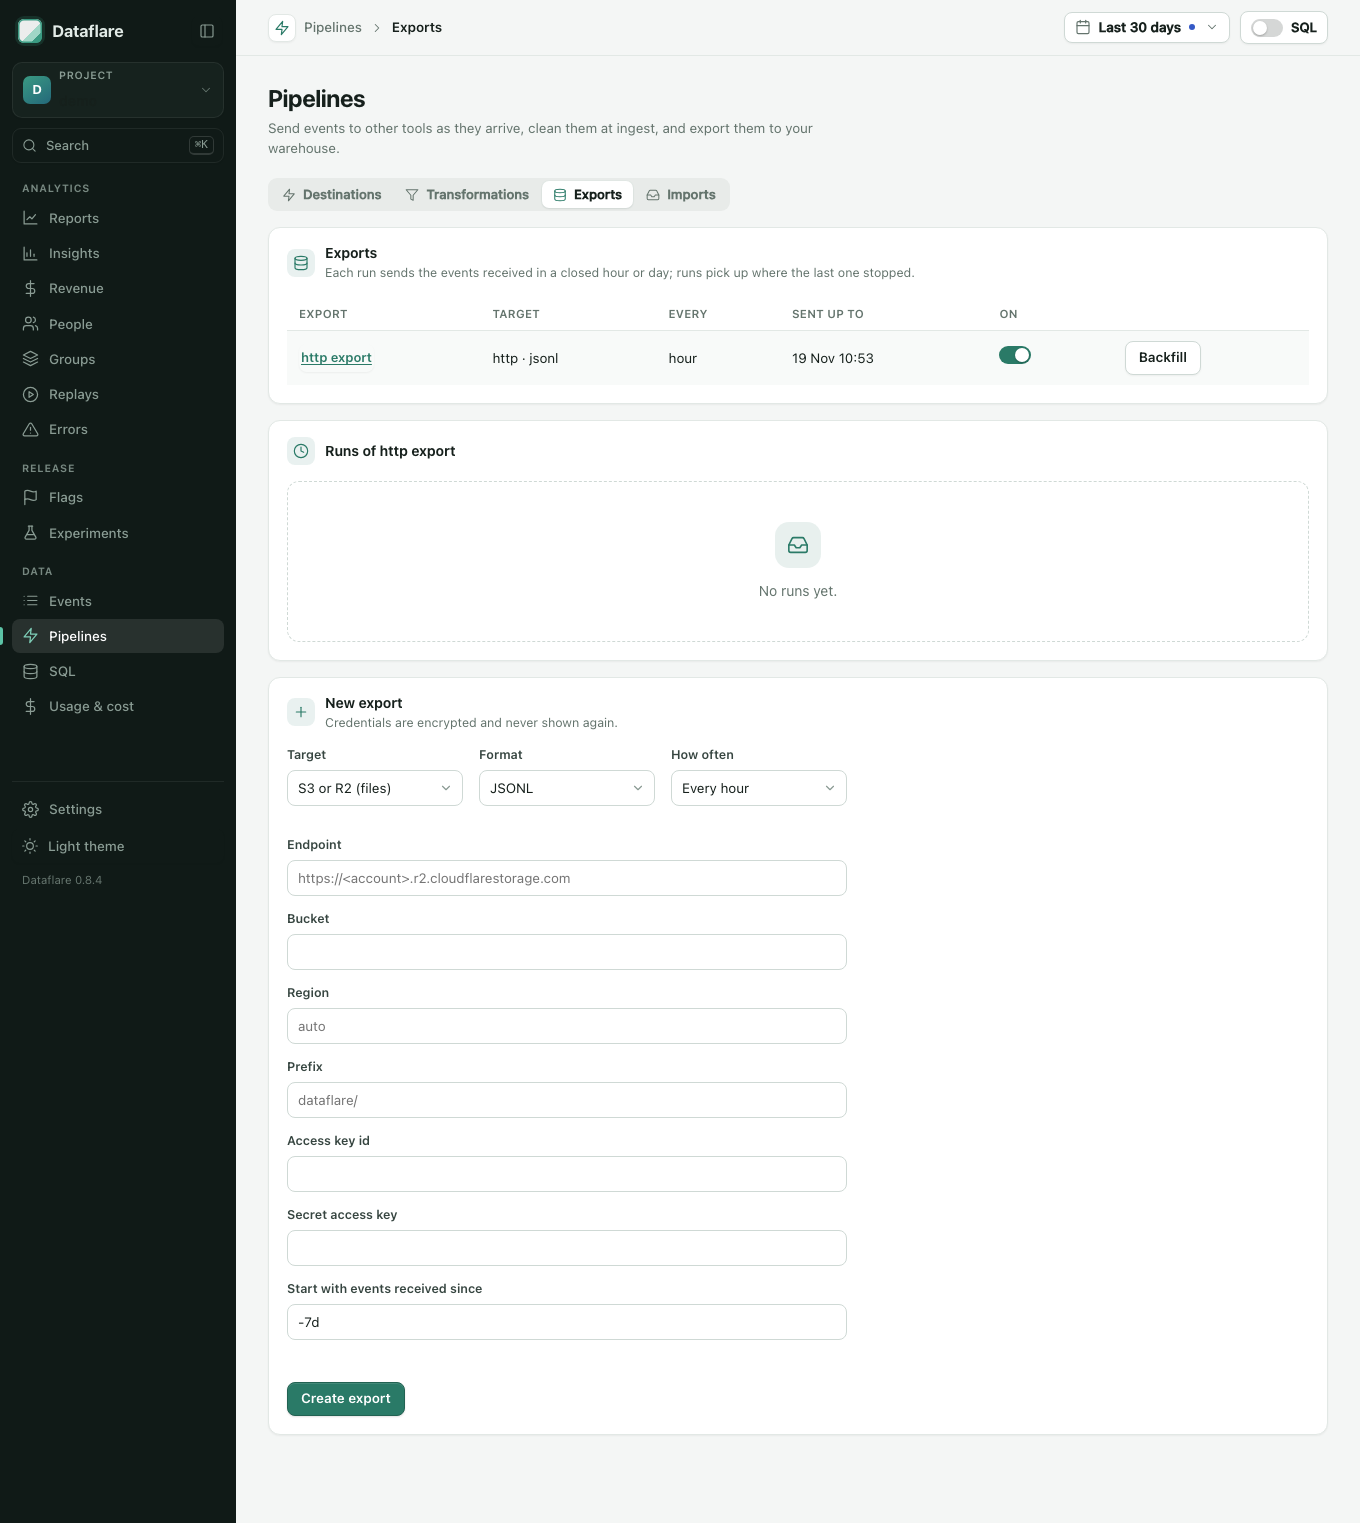 Dataflare
PROJECT
D
Search
⌘K
ANALYTICS
Reports
Insights
Revenue
People
Groups
Replays
Errors
RELEASE
Flags
Experiments
DATA
Events
Pipelines
SQL
Usage & cost
Settings
Light theme
Dataflare 0.8.4
Pipelines > Exports
Last 30 days
SQL
Pipelines
Send events to other tools as they arrive, clean them at ingest, and export them to your
warehouse.
Destinations Transformations Exports Imports
Exports
Each run sends the events received in a closed hour or day; runs pick up where the last one stopped.
EXPORT TARGET EVERY SENT UP TO ON
http export http · jsonl hour 19 Nov 10:53 Backfill
Runs of http export
No runs yet.
New export
Credentials are encrypted and never shown again.
Target Format How often
S3 or R2 (files) JSONL Every hour
Endpoint
https://<account>.r2.cloudflarestorage.com
Bucket
Region
auto
Prefix
dataflare/
Access key id
Secret access key
Start with events received since
-7d
Create export